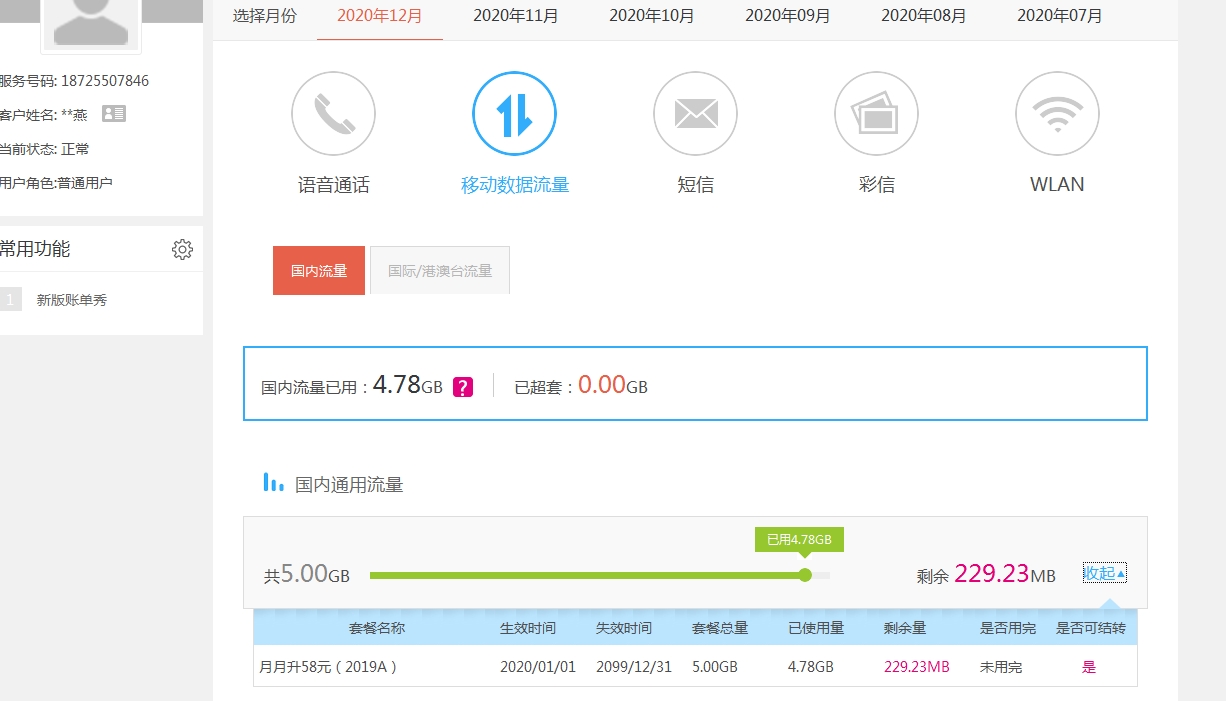 选择月份 2020年12月 2020年11月 2020年10月 2020年09月 2020年08月 2020年07月
服务号码: 18725507846
客户姓名: **燕
当前状态: 正常
用户角色:普通用户
常用功能
1 新版账单秀
语音通话 移动数据流量 短信 彩信 WLAN
国内流量 国际/港澳台流量
国内流量已用：4.78GB ? 已超套：0.00GB
国内通用流量
已用4.78GB
共5.00GB 剩余 229.23MB 收起▲
套餐名称 生效时间 失效时间 套餐总量 已使用量 剩余量 是否用完 是否可结转
月月升58元（2019A） 2020/01/01 2099/12/31 5.00GB 4.78GB 229.23MB 未用完 是